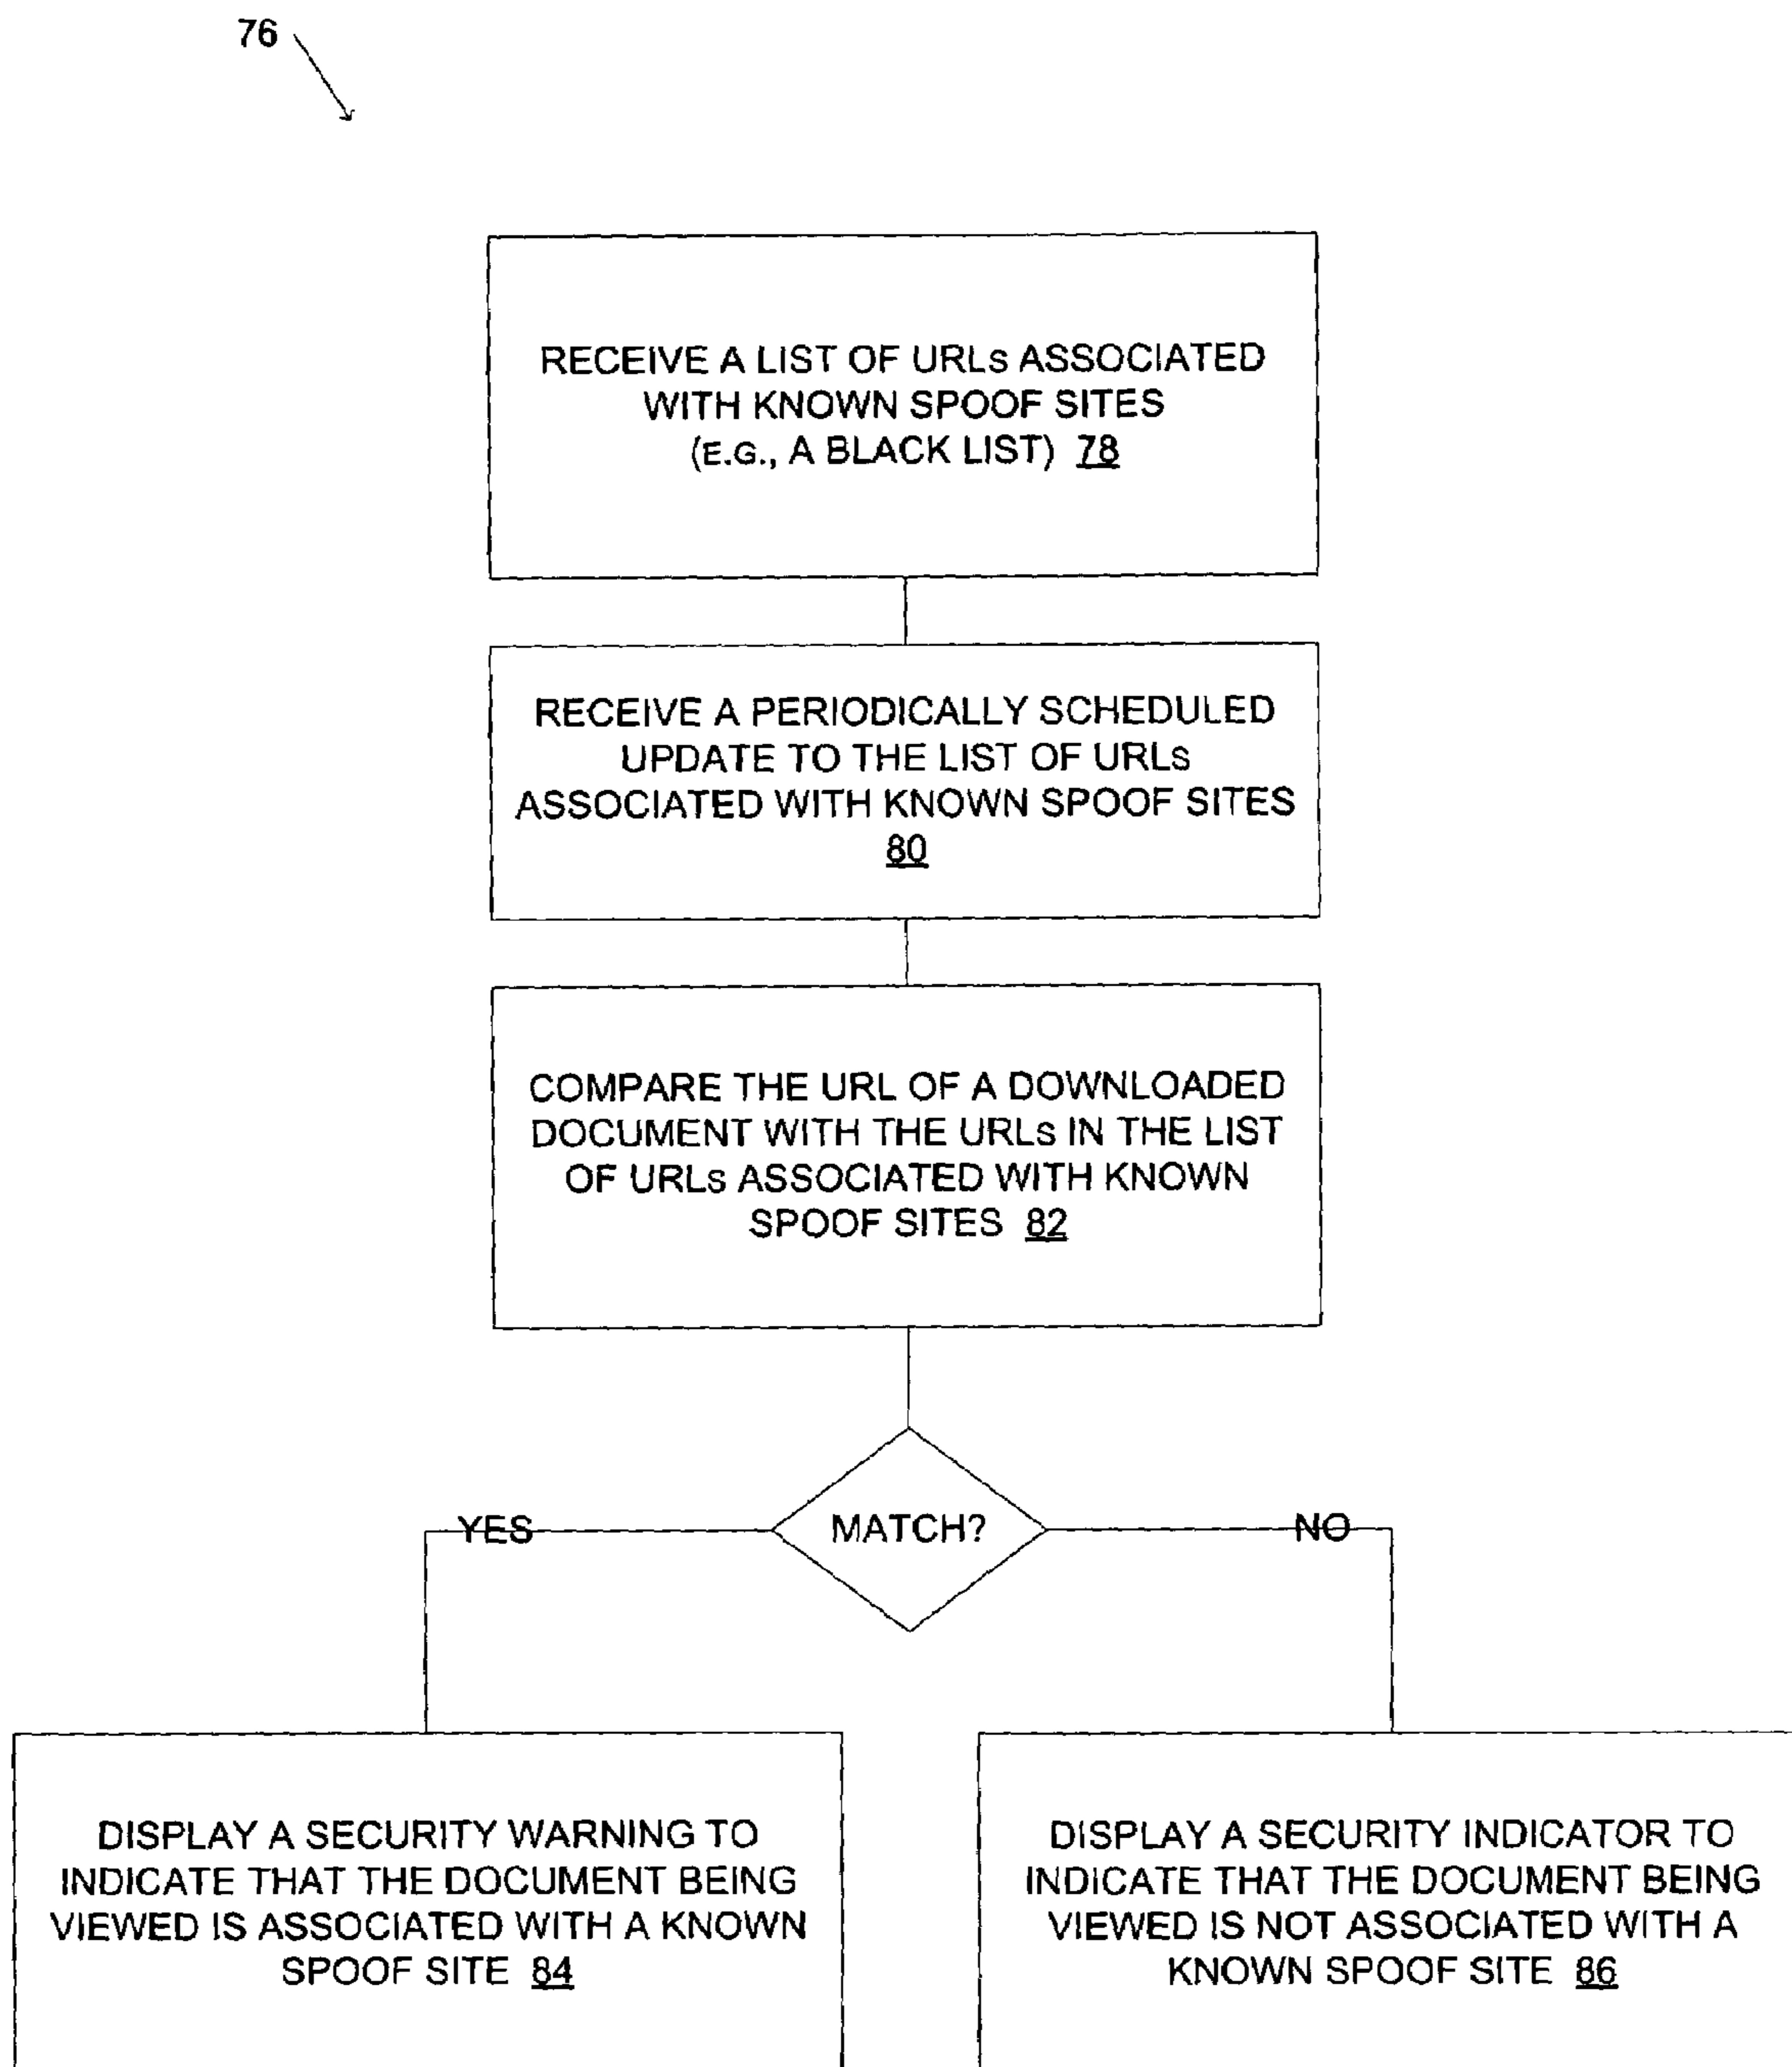 76
RECEIVE A LIST OF URLs ASSOCIATED
WITH KNOWN SPOOF SITES
(E.G., A BLACK LIST) 78
RECEIVE A PERIODICALLY SCHEDULED
UPDATE TO THE LIST OF URLs
ASSOCIATED WITH KNOWN SPOOF SITES
80
COMPARE THE URL OF A DOWNLOADED
DOCUMENT WITH THE URLs IN THE LIST
OF URLs ASSOCIATED WITH KNOWN
SPOOF SITES 82
MATCH?
YES
NO
DISPLAY A SECURITY WARNING TO
INDICATE THAT THE DOCUMENT BEING
VIEWED IS ASSOCIATED WITH A KNOWN
SPOOF SITE 84
DISPLAY A SECURITY INDICATOR TO
INDICATE THAT THE DOCUMENT BEING
VIEWED IS NOT ASSOCIATED WITH A
KNOWN SPOOF SITE 86